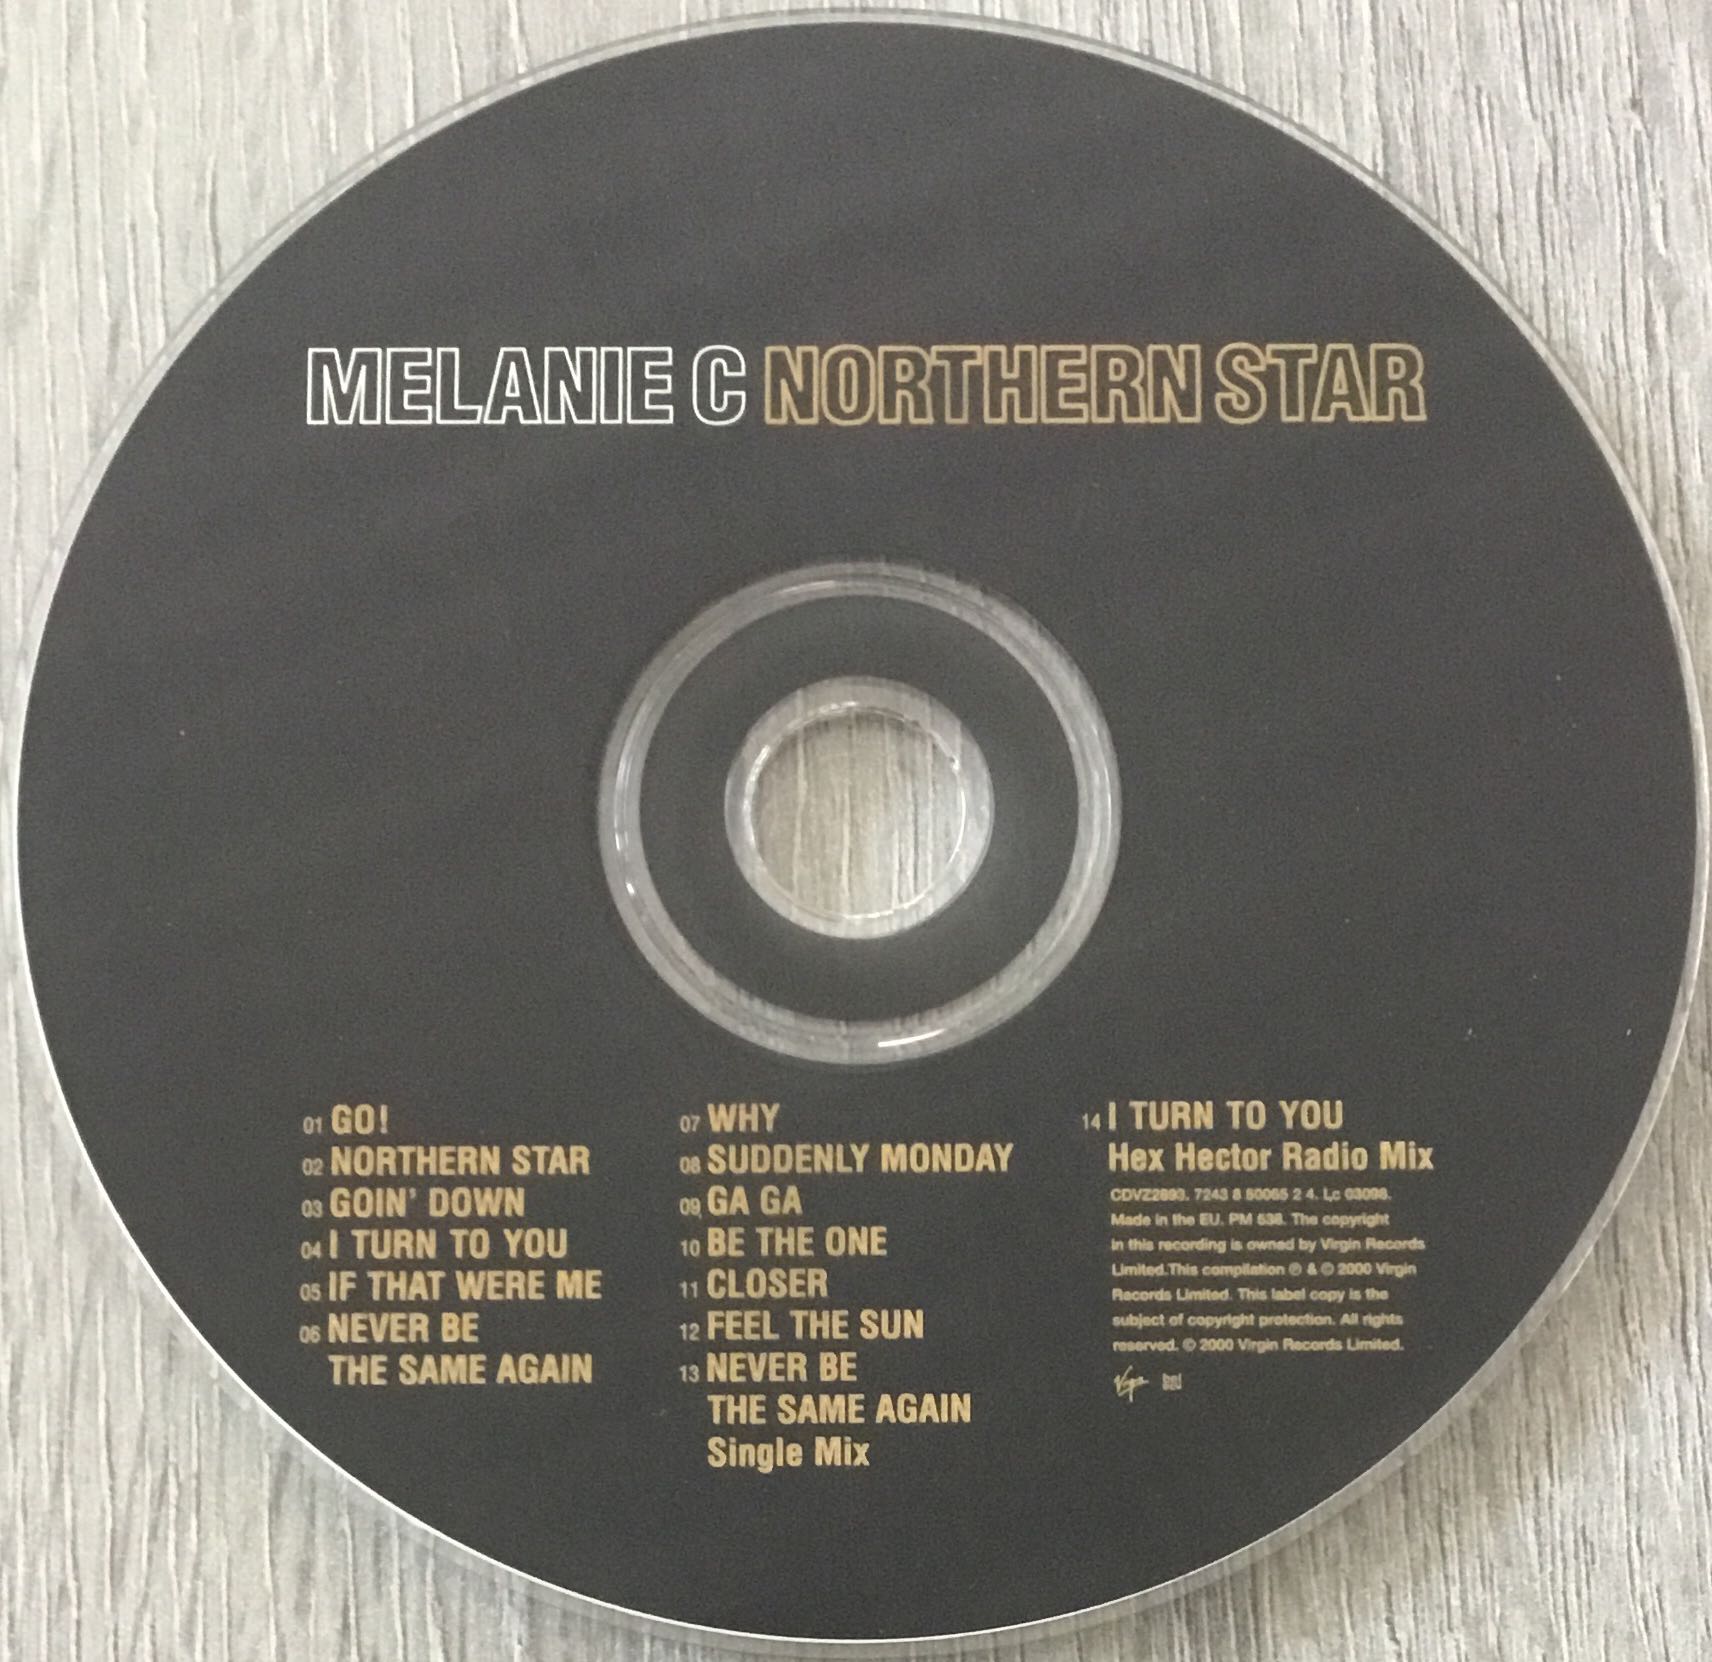 MELANIE C NORTHERN STAR
01 GO!
02 NORTHERN STAR
03 GOIN' DOWN
04 I TURN TO YOU
05 IF THAT WERE ME
06 NEVER BE
THE SAME AGAIN
07 WHY
08 SUDDENLY MONDAY
09 GA GA
10 BE THE ONE
11 CLOSER
12 FEEL THE SUN
13 NEVER BE
THE SAME AGAIN
Single Mix
14 I TURN TO YOU
Hex Hector Radio Mix
CDVZ2893. 7243 8 50065 2 4. Lc 03098.
Made in the EU. PM 538. The copyright
in this recording is owned by Virgin Records
Limited.This compilation ℗ & © 2000 Virgin
Records Limited. This label copy is the
subject of copyright protection. All rights
reserved. © 2000 Virgin Records Limited.
Virgin